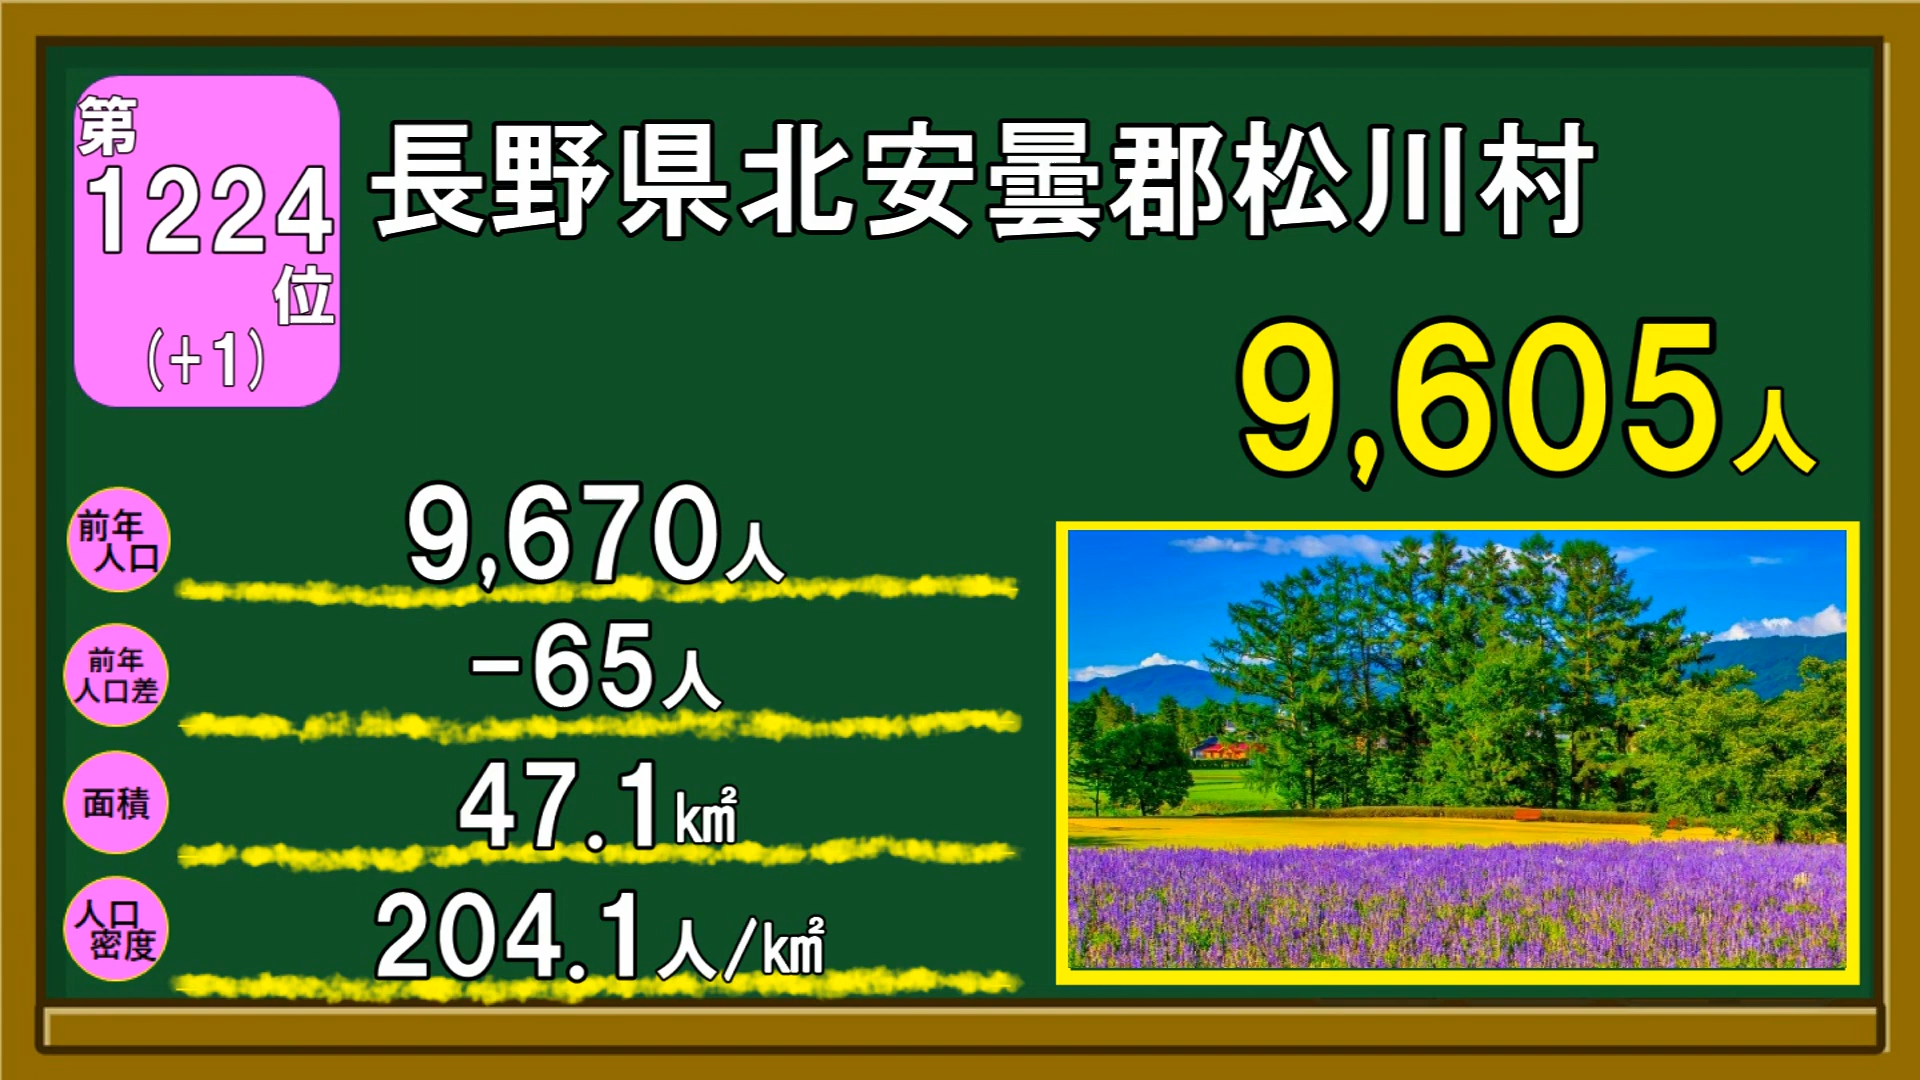 第
1224
位
(+1)
長野県北安曇郡松川村
9,605人
前年
人口
9,670人
前年
人口差
-65人
面積
47.1㎢
人口
密度
204.1人/㎢